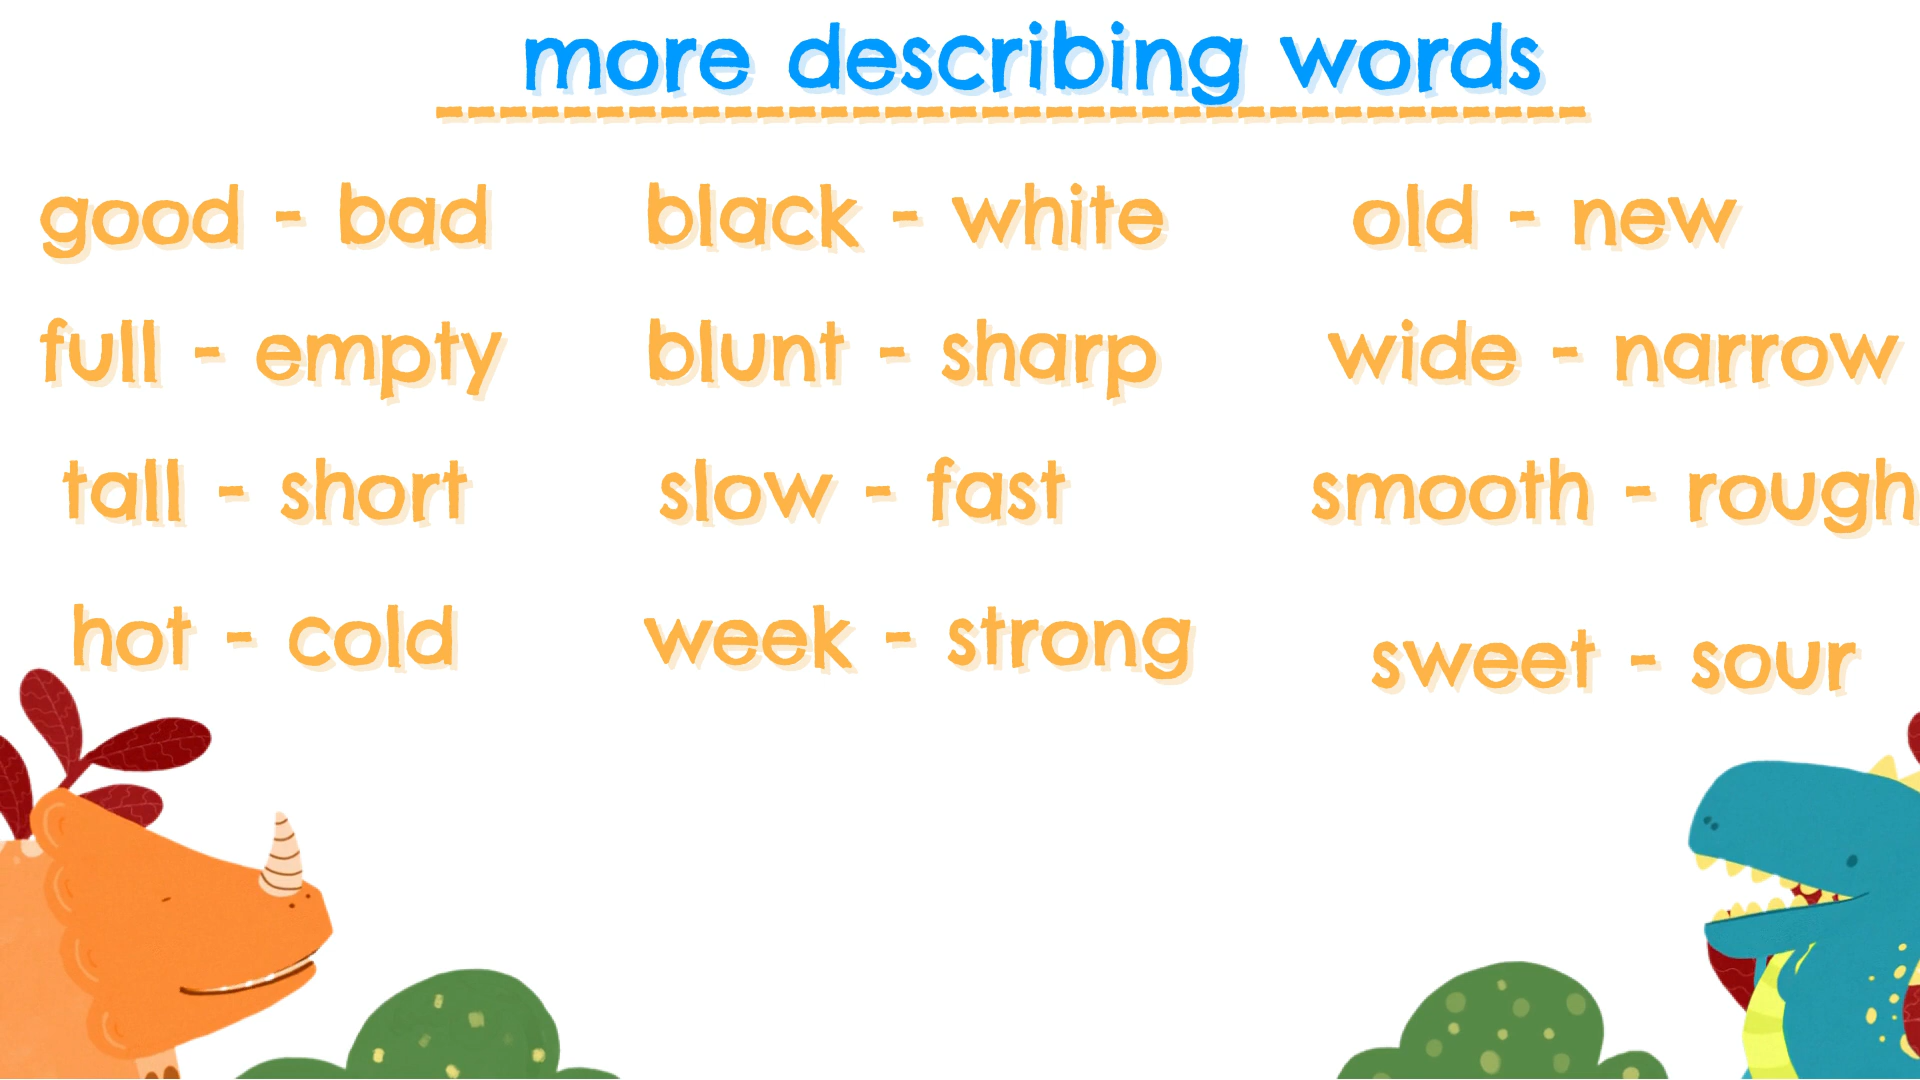 more describing words
good - bad
black - white
old - new
full - empty
blunt - sharp
wide - narrow
tall - short
slow - fast
smooth - rough
hot - cold
week - strong
sweet - sour